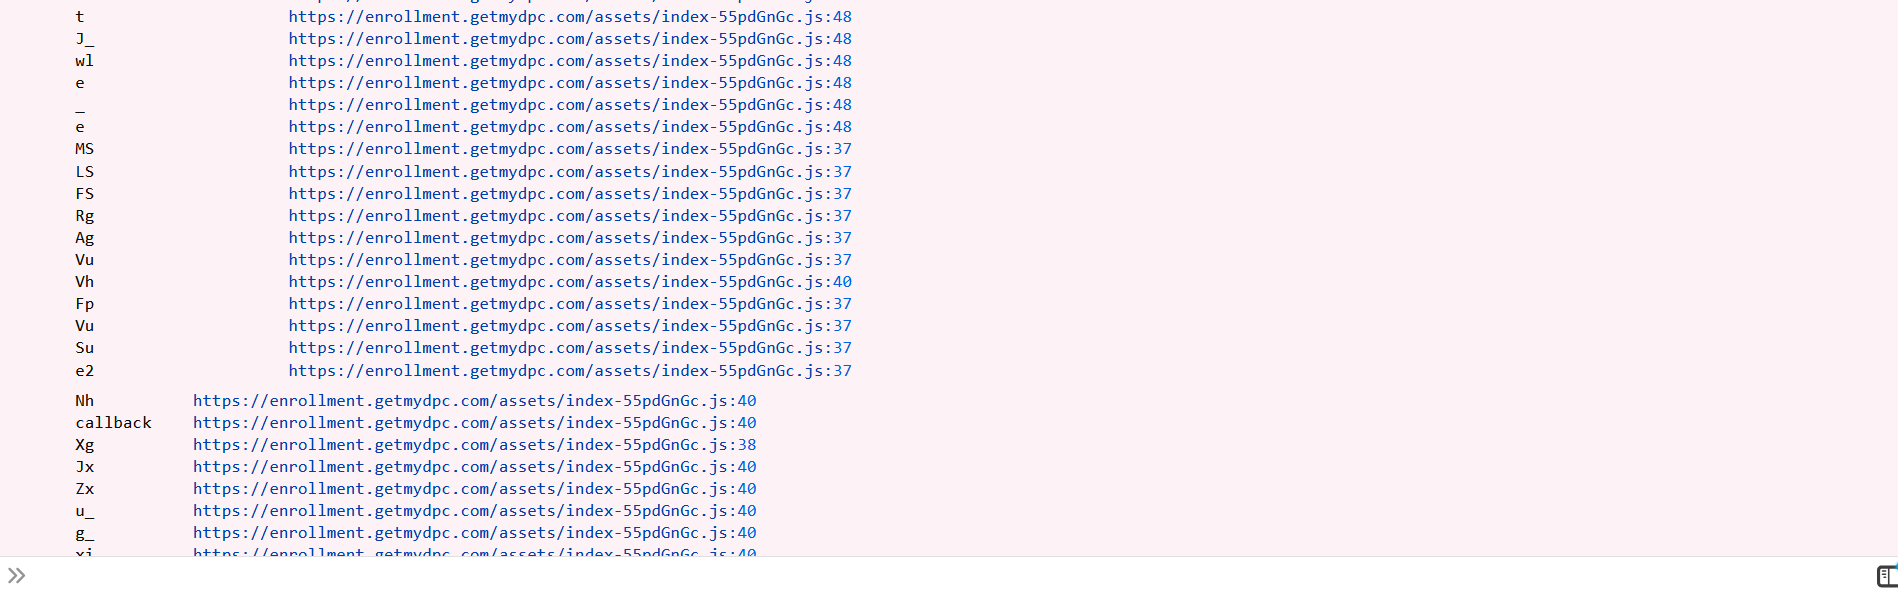 t https://enrollment.getmydpc.com/assets/index-55pdGnGc.js:48
J_ https://enrollment.getmydpc.com/assets/index-55pdGnGc.js:48
wl https://enrollment.getmydpc.com/assets/index-55pdGnGc.js:48
e https://enrollment.getmydpc.com/assets/index-55pdGnGc.js:48
_ https://enrollment.getmydpc.com/assets/index-55pdGnGc.js:48
e https://enrollment.getmydpc.com/assets/index-55pdGnGc.js:48
MS https://enrollment.getmydpc.com/assets/index-55pdGnGc.js:37
LS https://enrollment.getmydpc.com/assets/index-55pdGnGc.js:37
FS https://enrollment.getmydpc.com/assets/index-55pdGnGc.js:37
Rg https://enrollment.getmydpc.com/assets/index-55pdGnGc.js:37
Ag https://enrollment.getmydpc.com/assets/index-55pdGnGc.js:37
Vu https://enrollment.getmydpc.com/assets/index-55pdGnGc.js:37
Vh https://enrollment.getmydpc.com/assets/index-55pdGnGc.js:40
Fp https://enrollment.getmydpc.com/assets/index-55pdGnGc.js:37
Vu https://enrollment.getmydpc.com/assets/index-55pdGnGc.js:37
Su https://enrollment.getmydpc.com/assets/index-55pdGnGc.js:37
e2 https://enrollment.getmydpc.com/assets/index-55pdGnGc.js:37
Nh https://enrollment.getmydpc.com/assets/index-55pdGnGc.js:40
callback https://enrollment.getmydpc.com/assets/index-55pdGnGc.js:40
Xg https://enrollment.getmydpc.com/assets/index-55pdGnGc.js:38
Jx https://enrollment.getmydpc.com/assets/index-55pdGnGc.js:40
Zx https://enrollment.getmydpc.com/assets/index-55pdGnGc.js:40
u_ https://enrollment.getmydpc.com/assets/index-55pdGnGc.js:40
g_ https://enrollment.getmydpc.com/assets/index-55pdGnGc.js:40
https://enrollment.getmydpc.com/assets/index-55pdGnGc.js:40